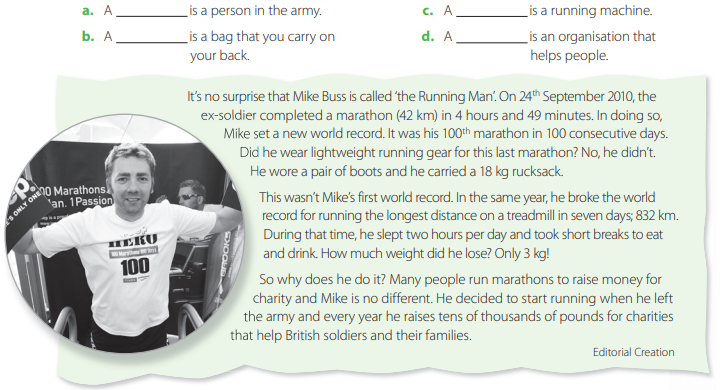 a. A __________ is a person in the army.
b. A __________ is a bag that you carry on
your back.
c. A __________ is a running machine.
d. A __________ is an organisation that
helps people.
It's no surprise that Mike Buss is called 'the Running Man'. On 24th September 2010, the
ex-soldier completed a marathon (42 km) in 4 hours and 49 minutes. In doing so,
Mike set a new world record. It was his 100th marathon in 100 consecutive days.
Did he wear lightweight running gear for this last marathon? No, he didn't.
He wore a pair of boots and he carried a 18 kg rucksack.
This wasn't Mike's first world record. In the same year, he broke the world
record for running the longest distance on a treadmill in seven days; 832 km.
During that time, he slept two hours per day and took short breaks to eat
and drink. How much weight did he lose? Only 3 kg!
So why does he do it? Many people run marathons to raise money for
charity and Mike is no different. He decided to start running when he left
the army and every year he raises tens of thousands of pounds for charities
that help British soldiers and their families.
Editorial Creation
00 Marathons.
an. 1 Passion
HERO
100
BROOKS